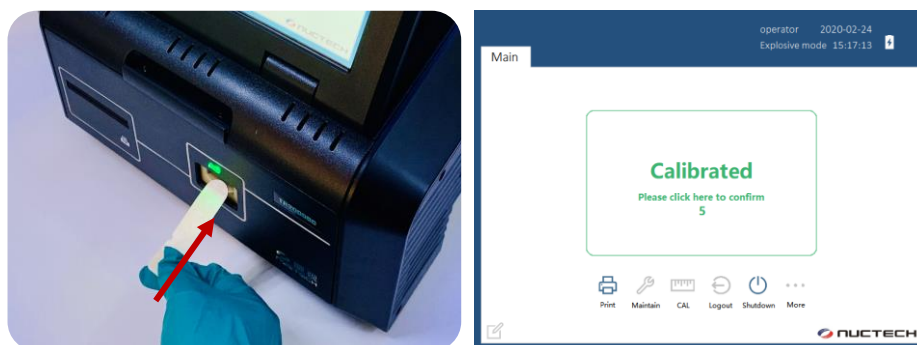 NUCTECH
Main
operator 2020-02-24
Explosive mode 15:17:13
Calibrated
Please click here to confirm
5
Print Maintain CAL Logout Shutdown More
NUCTECH